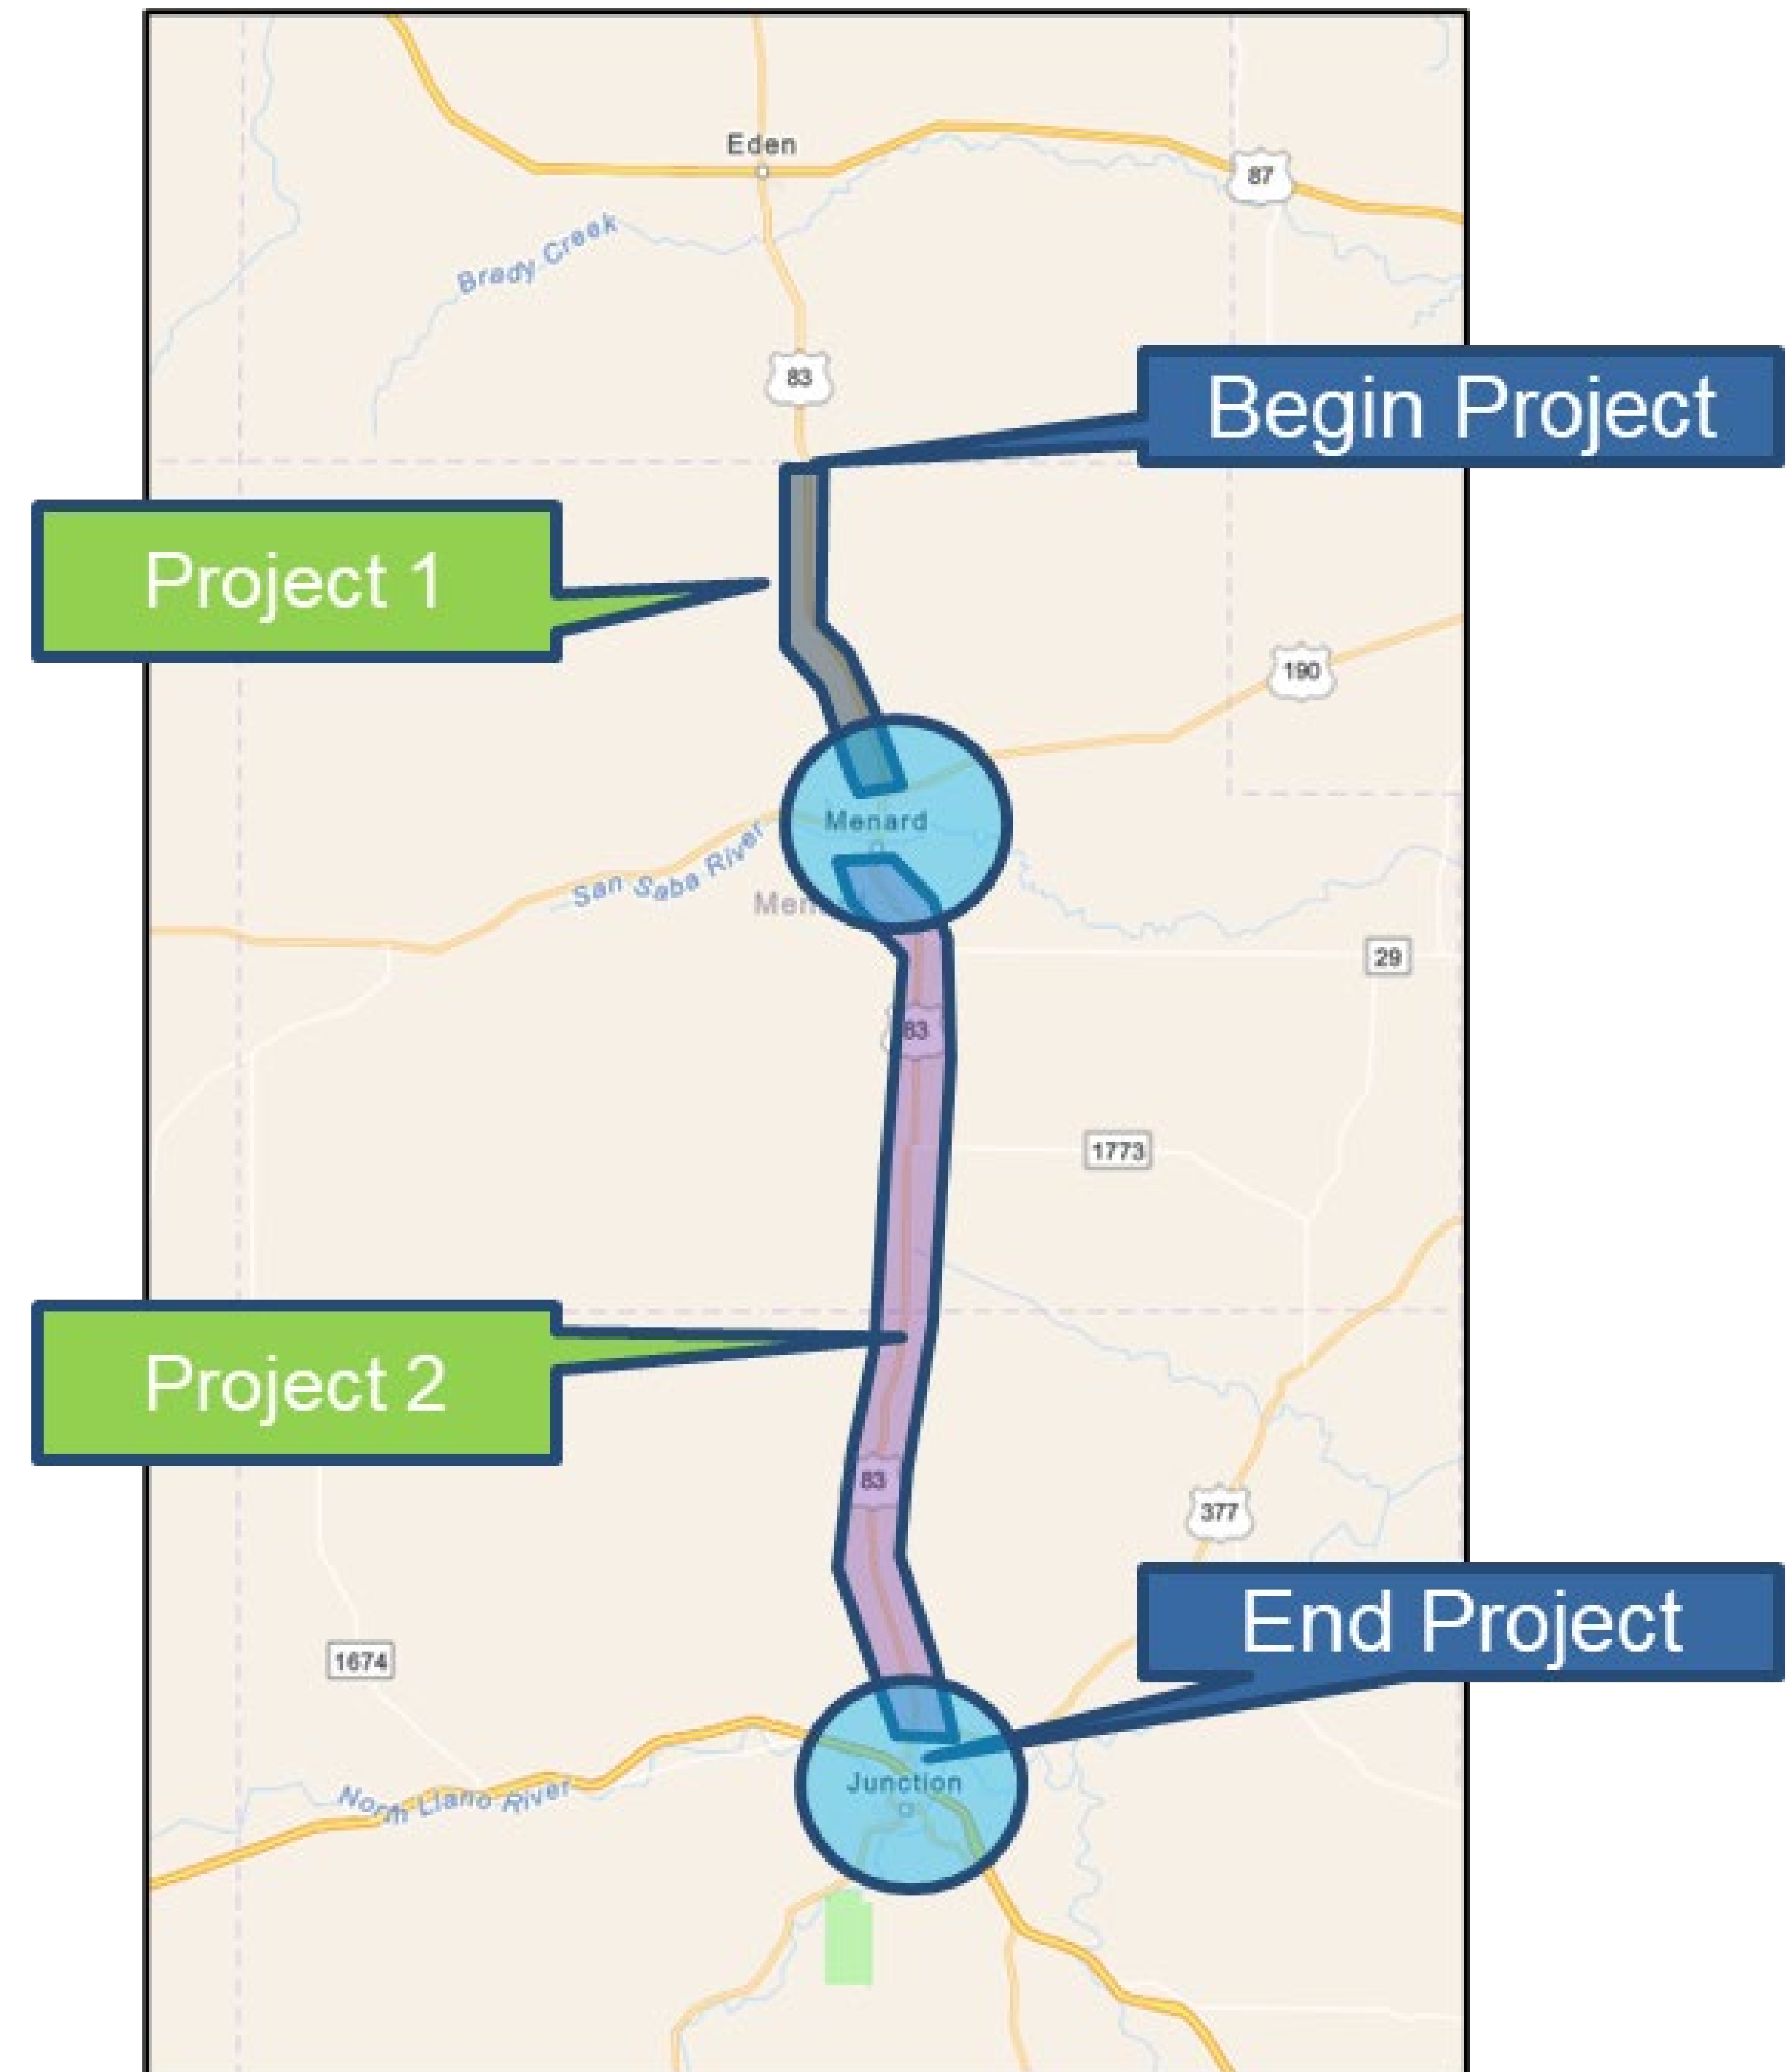 Eden
87
Brady Creek
83
Begin Project
Project 1
190
Menard
San Saba River
Men
29
83
1773
Project 2
83
377
End Project
1674
Junction
North Llano River